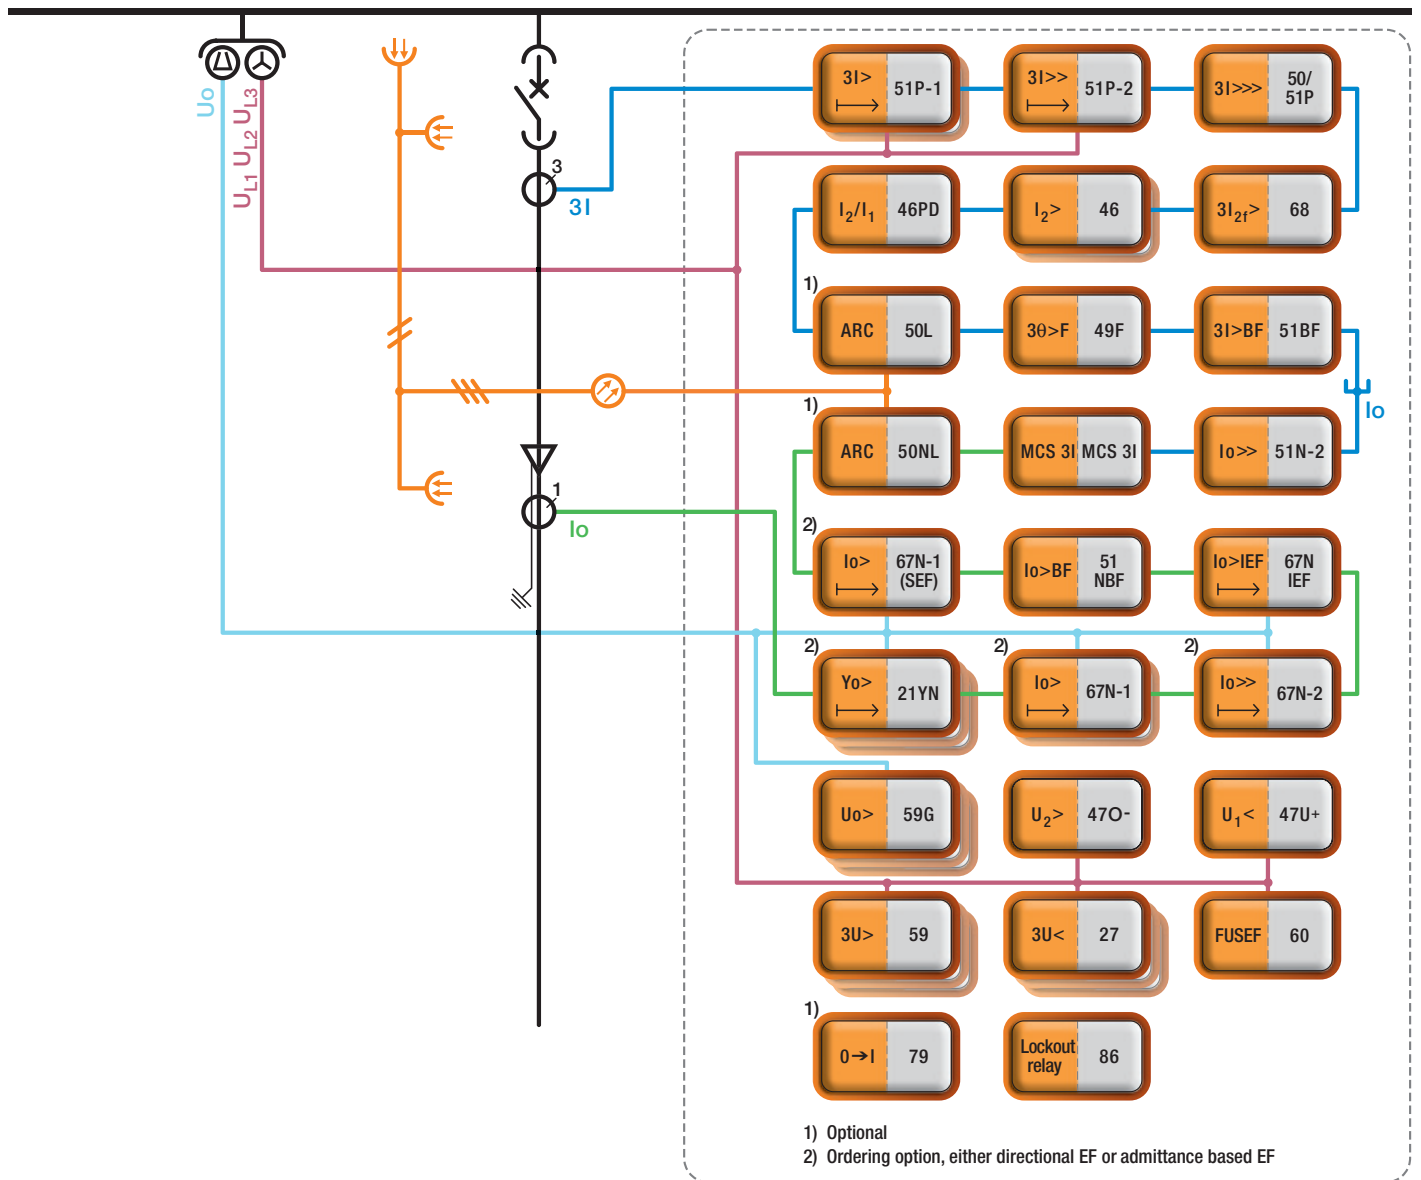 Uo
UL1 UL2 UL3
3
3I
3I> 51P-1
3I>> 51P-2
3I>>> 50/
51P
I2/I1 46PD
I2> 46
3I2f> 68
1)
ARC 50L
3θ>F 49F
3I>BF 51BF
Io
1)
ARC 50NL
MCS 3I MCS 3I
Io>> 51N-2
1
Io
2)
Io> 67N-1
(SEF)
Io>BF 51
NBF
Io>IEF 67N
IEF
2)
Yo> 21YN
2)
Io> 67N-1
2)
Io>> 67N-2
Uo> 59G
U2> 47O-
U1< 47U+
3U> 59
3U< 27
FUSEF 60
1)
0→I 79
Lockout
relay 86
1) Optional
2) Ordering option, either directional EF or admittance based EF